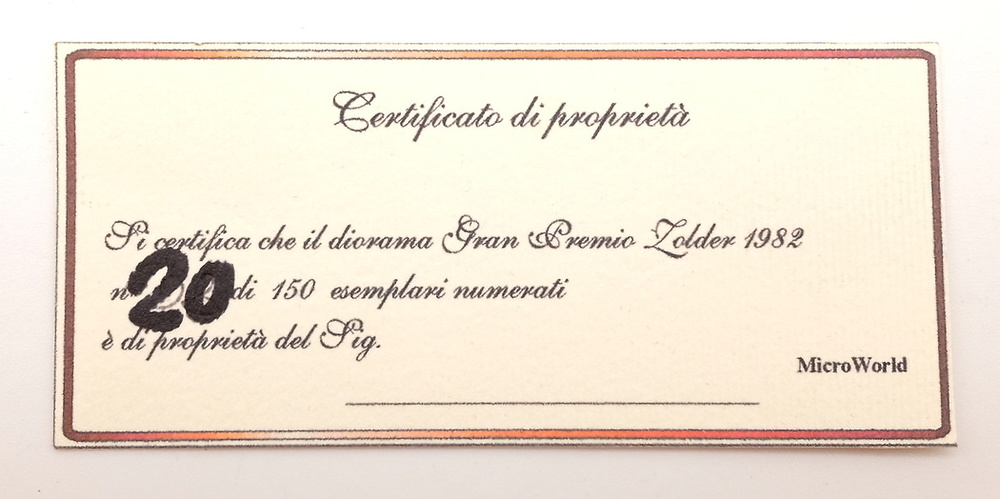 Certificato di proprietà
Si certifica che il diorama Gran Premio Zolder 1982
n° 20 di 150 esemplari numerati
è di proprietà del Sig.
MicroWorld